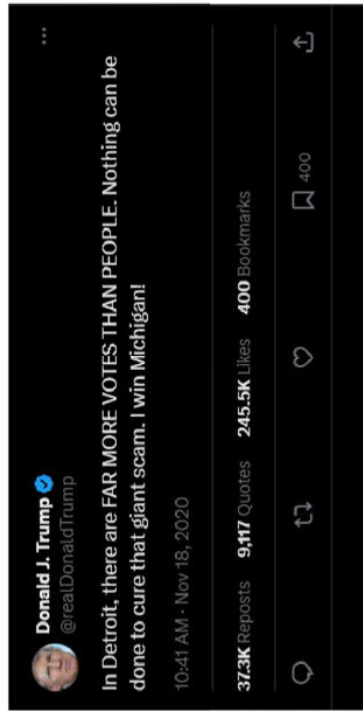 Donald J. Trump
@realDonaldTrump
In Detroit, there are FAR MORE VOTES THAN PEOPLE. Nothing can be
done to cure that giant scam. I win Michigan!
10:41 AM · Nov 18, 2020
37.3K Reposts 9,117 Quotes 245.5K Likes 400 Bookmarks
400